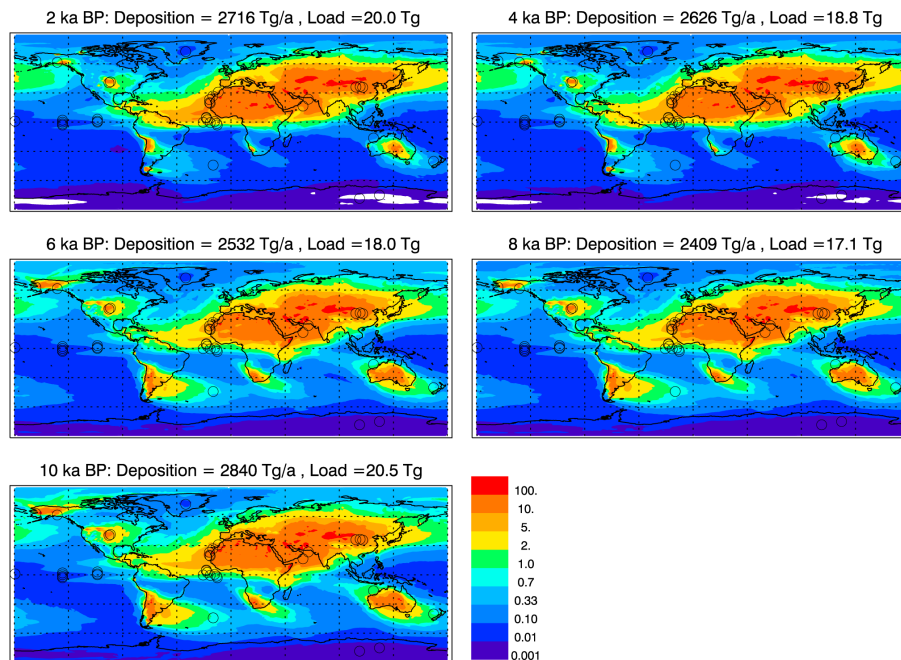 2 ka BP: Deposition = 2716 Tg/a , Load =20.0 Tg
4 ka BP: Deposition = 2626 Tg/a , Load =18.8 Tg
6 ka BP: Deposition = 2532 Tg/a , Load =18.0 Tg
8 ka BP: Deposition = 2409 Tg/a , Load =17.1 Tg
10 ka BP: Deposition = 2840 Tg/a , Load =20.5 Tg
100.
10.
5.
2.
1.0
0.7
0.33
0.10
0.01
0.001